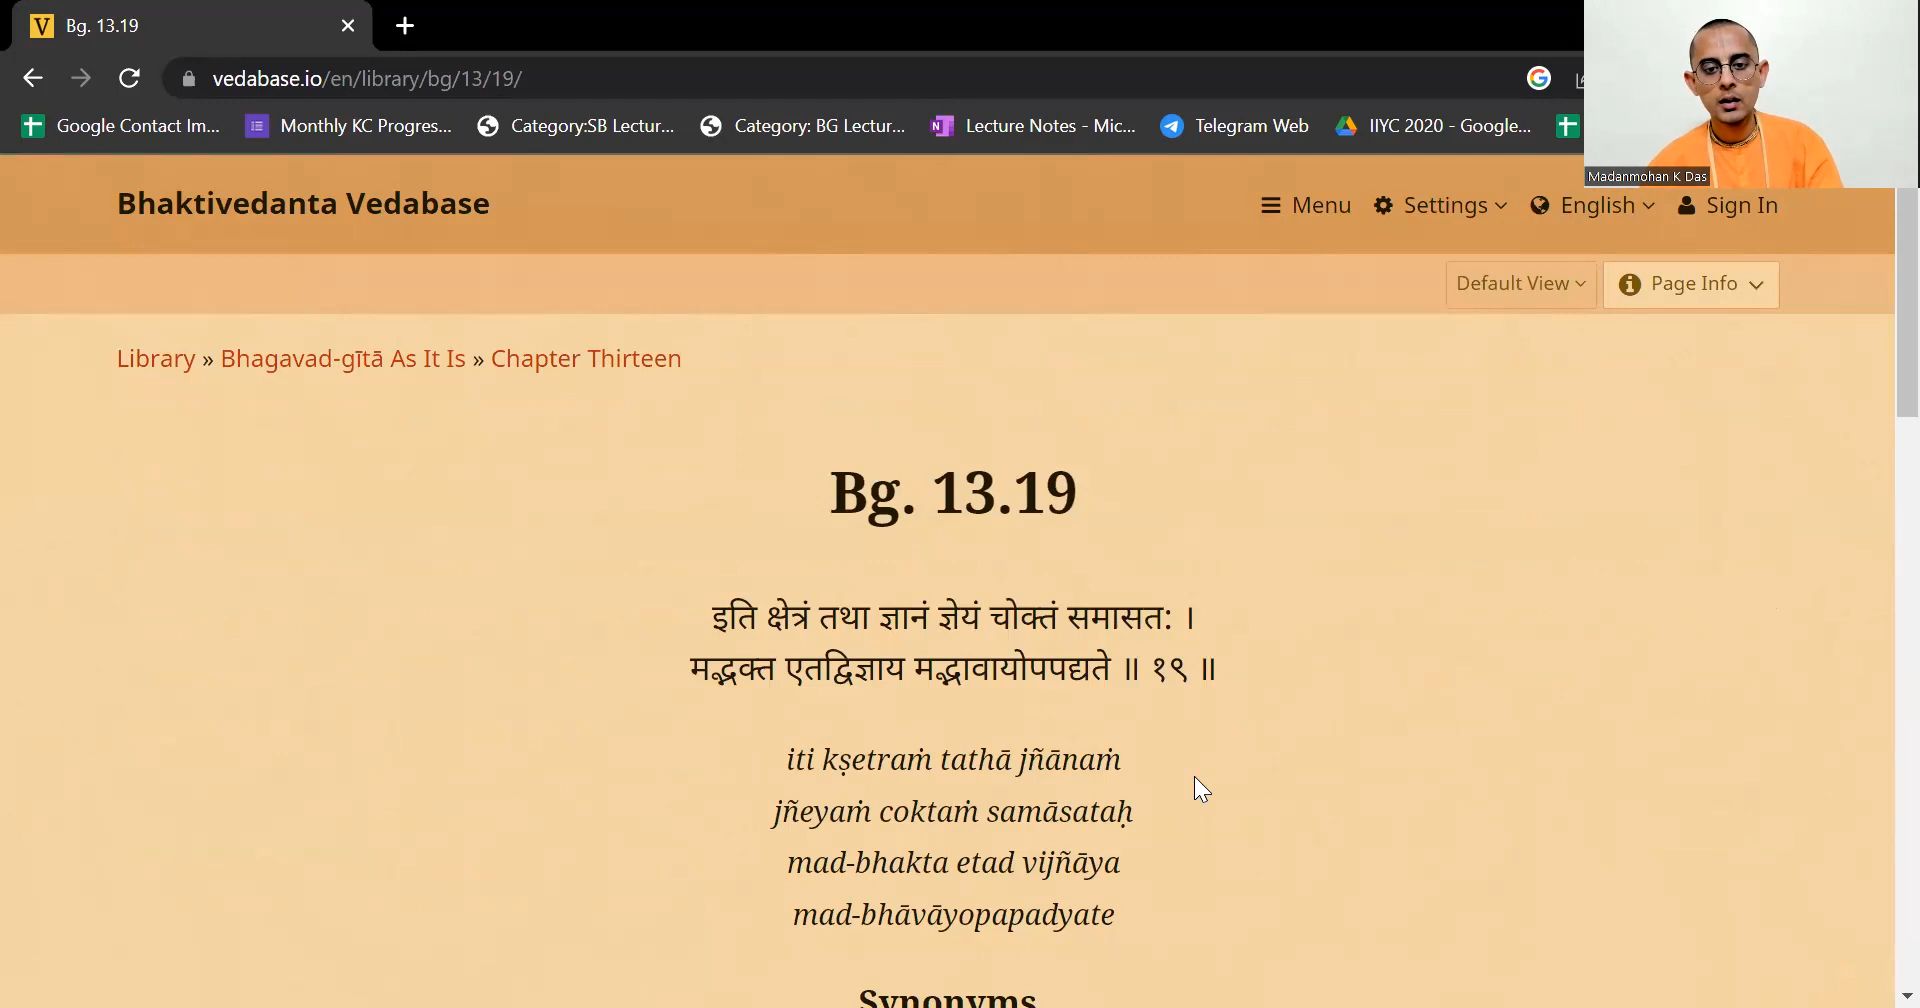 Bg. 13.19
vedabase.io/en/library/bg/13/19/
Google Contact Im... Monthly KC Progres... Category:SB Lectur... Category: BG Lectur... Lecture Notes - Mic... Telegram Web IIYC 2020 - Google...
Madanmohan K Das
Bhaktivedanta Vedabase
Menu Settings English Sign In
Default View Page Info
Library » Bhagavad-gītā As It Is » Chapter Thirteen
Bg. 13.19
इति क्षेत्रं तथा ज्ञानं ज्ञेयं चोक्तं समासत: ।
मद्भक्त एतद्विज्ञाय मद्भावायोपपद्यते ॥ १९ ॥
iti kṣetraṁ tathā jñānaṁ
jñeyaṁ coktaṁ samāsataḥ
mad-bhakta etad vijñāya
mad-bhāvāyopapadyate
Synonyms